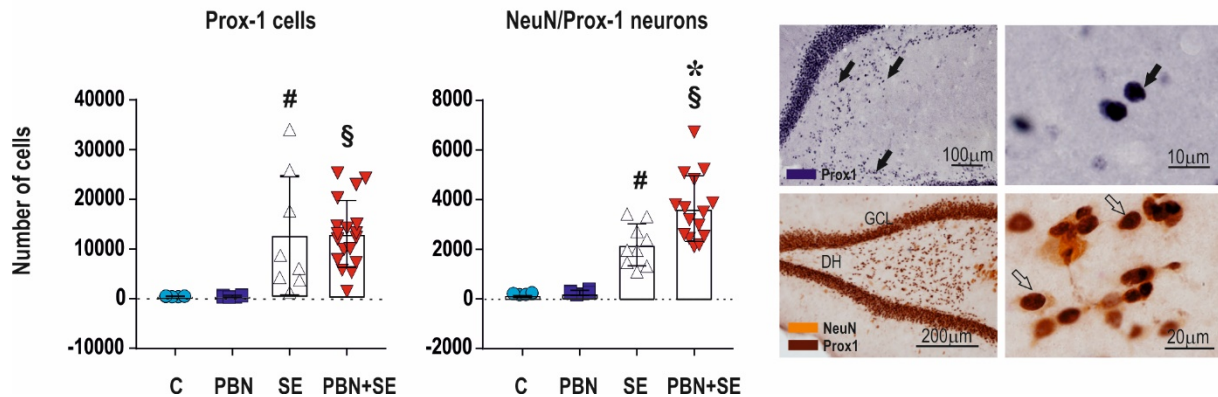 Prox-1 cells
Number of cells
40000
30000
20000
10000
0
-10000
#
§
C PBN SE PBN+SE
NeuN/Prox-1 neurons
8000
6000
4000
2000
0
-2000
#
*
§
C PBN SE PBN+SE
Prox1
100µm
10µm
GCL
DH
NeuN
Prox1
200µm
20µm